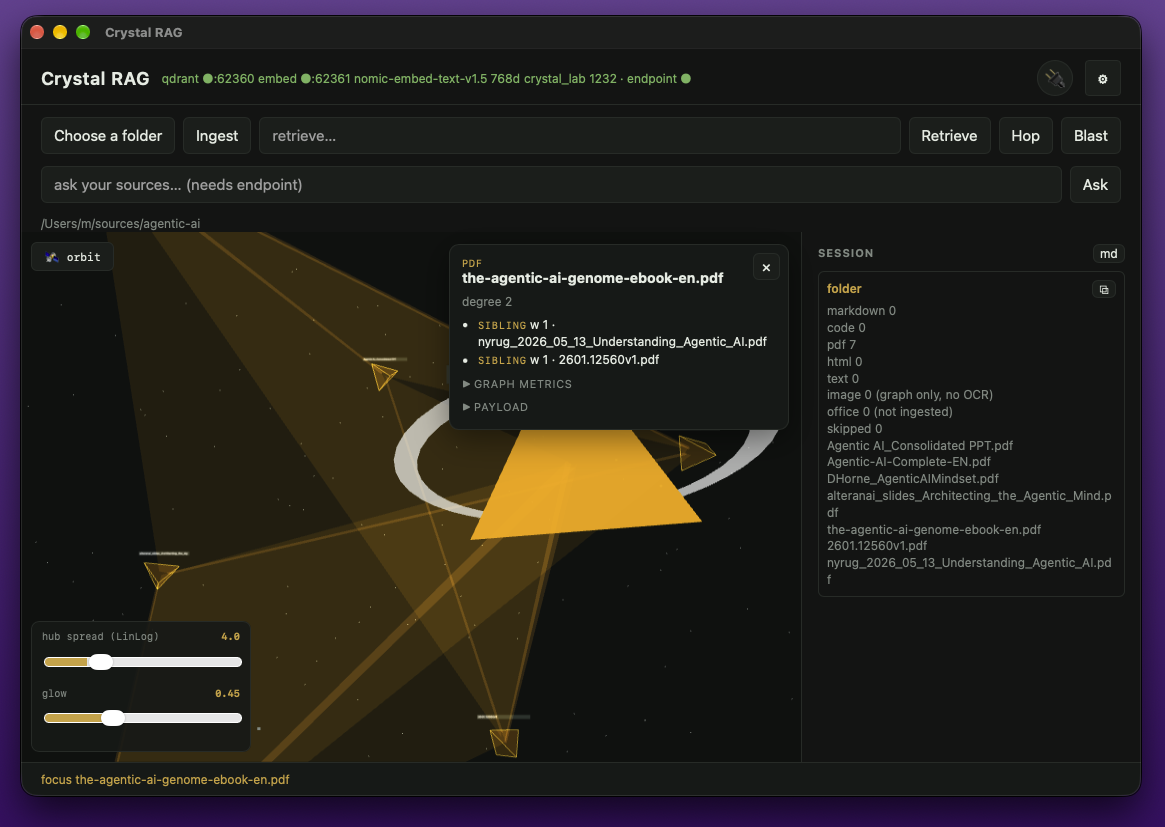 Crystal RAG
Crystal RAG
qdrant :62360 embed :62361 nomic-embed-text-v1.5 768d crystal_lab 1232 · endpoint
Choose a folder
Ingest
retrieve...
Retrieve
Hop
Blast
ask your sources... (needs endpoint)
Ask
/Users/m/sources/agentic-ai
orbit
PDF
the-agentic-ai-genome-ebook-en.pdf
degree 2
SIBLING w 1 ·
nyrug_2026_05_13_Understanding_Agentic_AI.pdf
SIBLING w 1 · 2601.12560v1.pdf
GRAPH METRICS
PAYLOAD
hub spread (LinLog) 4.0
glow 0.45
SESSION
md
folder
markdown 0
code 0
pdf 7
html 0
text 0
image 0 (graph only, no OCR)
office 0 (not ingested)
skipped 0
Agentic AI_Consolidated PPT.pdf
Agentic-AI-Complete-EN.pdf
DHorne_AgenticAIMindset.pdf
alteranai_slides_Architecting_the_Agentic_Mind.p
df
the-agentic-ai-genome-ebook-en.pdf
2601.12560v1.pdf
nyrug_2026_05_13_Understanding_Agentic_AI.pd
f
focus the-agentic-ai-genome-ebook-en.pdf